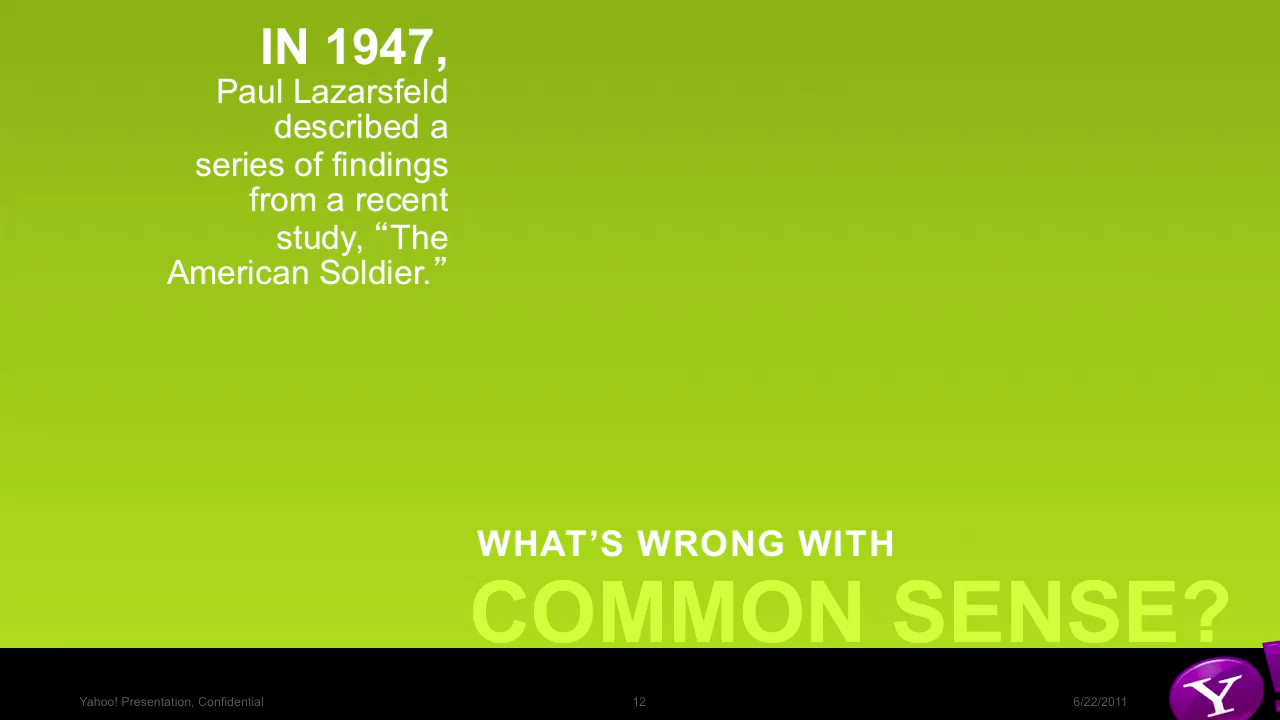 IN 1947,
Paul Lazarsfeld
described a
series of findings
from a recent
study, “The
American Soldier.”
WHAT’S WRONG WITH
COMMON SENSE?
Yahoo! Presentation, Confidential
12
6/22/2011
Y!